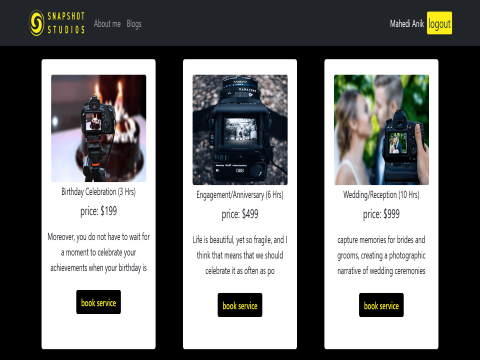 SNAPSHOT
STUDIOS
About me Blogs
Mahedi Anik logout
Birthday Celebration (3 Hrs)
price: $199
Moreover, you do not have to wait for
a moment to celebrate your
achievements when your birthday is
book service
Engagement/Anniversary (6 Hrs)
price: $499
Life is beautiful, yet so fragile, and I
think that means that we should
celebrate it as often as po
book service
Wedding/Reception (10 Hrs)
price: $999
capture memories for brides and
grooms, creating a photographic
narrative of wedding ceremonies
book service